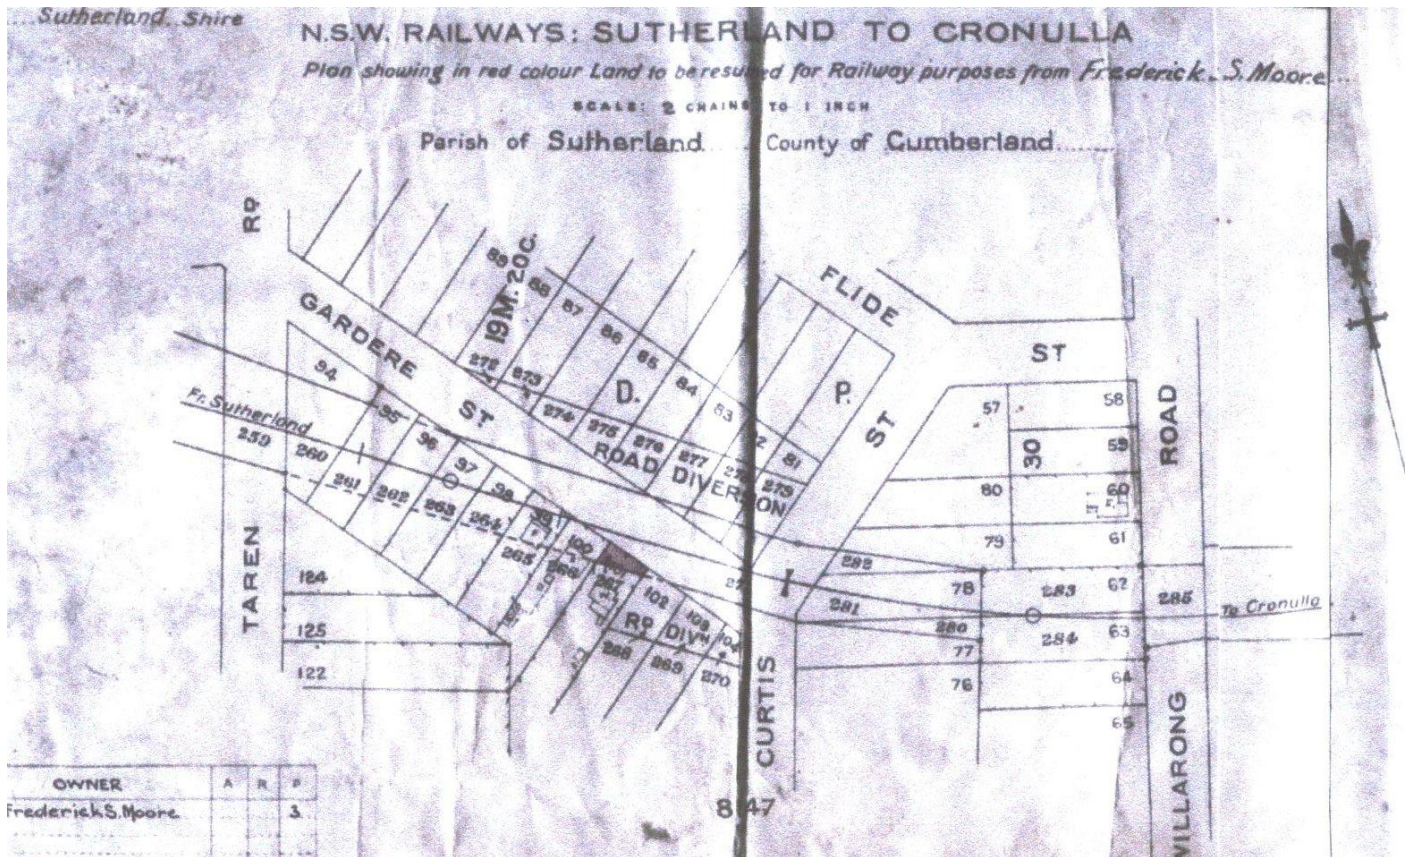 Sutherland Shire
N.S.W. RAILWAYS: SUTHERLAND TO CRONULLA
Plan showing in red colour Land to be resumed for Railway purposes from Frederick. S. Moore
SCALE: 2 CHAINS TO 1 INCH
Parish of Sutherland County of Cumberland
RD.
GARDERE
ST
19M. 20C.
89
88
87
86
85
84
83
82
81
FLIDE
ST
ST
D.
P.
272
273
274
275
276
277
279
ROAD DIVERSION
94
95
96
97
98
99
100
102
103
104
Fr. Sutherland
259
260
261
262
263
264
265
266
267
268
269
270
RD. DIVN
TAREN
124
125
122
CURTIS
I
282
281
280
57
58
30
59
80
60
79
61
78
283
62
285
To Cronulla
284
63
77
76
64
65
ROAD
WILLARONG
OWNER A R P
Frederick S. Moore 3
8147